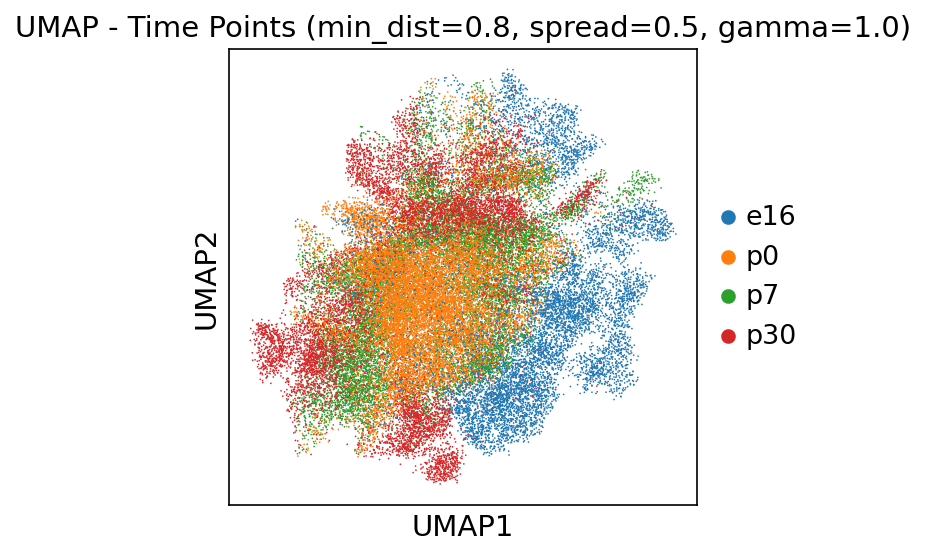 UMAP - Time Points (min_dist=0.8, spread=0.5, gamma=1.0)
UMAP2
e16
p0
p7
p30
UMAP1